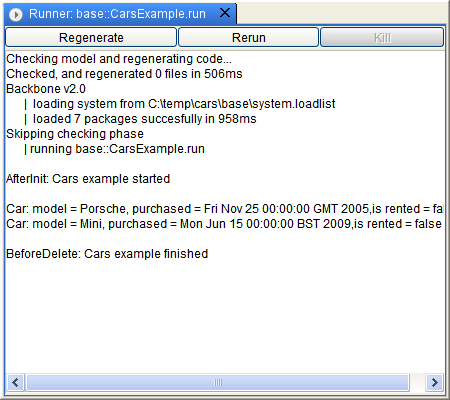 Runner: base::CarsExample.run
Regenerate Rerun Kill
Checking model and regenerating code...
Checked, and regenerated 0 files in 506ms
Backbone v2.0
| loading system from C:\temp\cars\base\system.loadlist
| loaded 7 packages succesfully in 958ms
Skipping checking phase
| running base::CarsExample.run
AfterInit: Cars example started
Car: model = Porsche, purchased = Fri Nov 25 00:00:00 GMT 2005,is rented =
Car: model = Mini, purchased = Mon Jun 15 00:00:00 BST 2009,is rented = false
BeforeDelete: Cars example finished